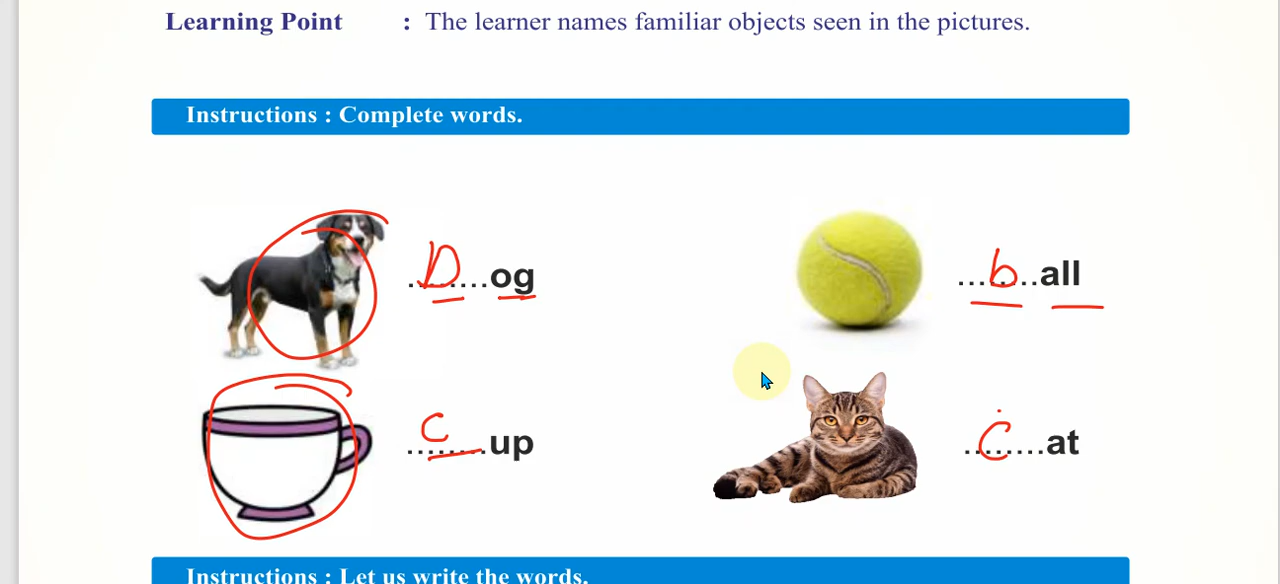 Learning Point : The learner names familiar objects seen in the pictures.
Instructions : Complete words.
...D...og
...b...all
...c...up
...c...at
Instructions : Let us write the words.